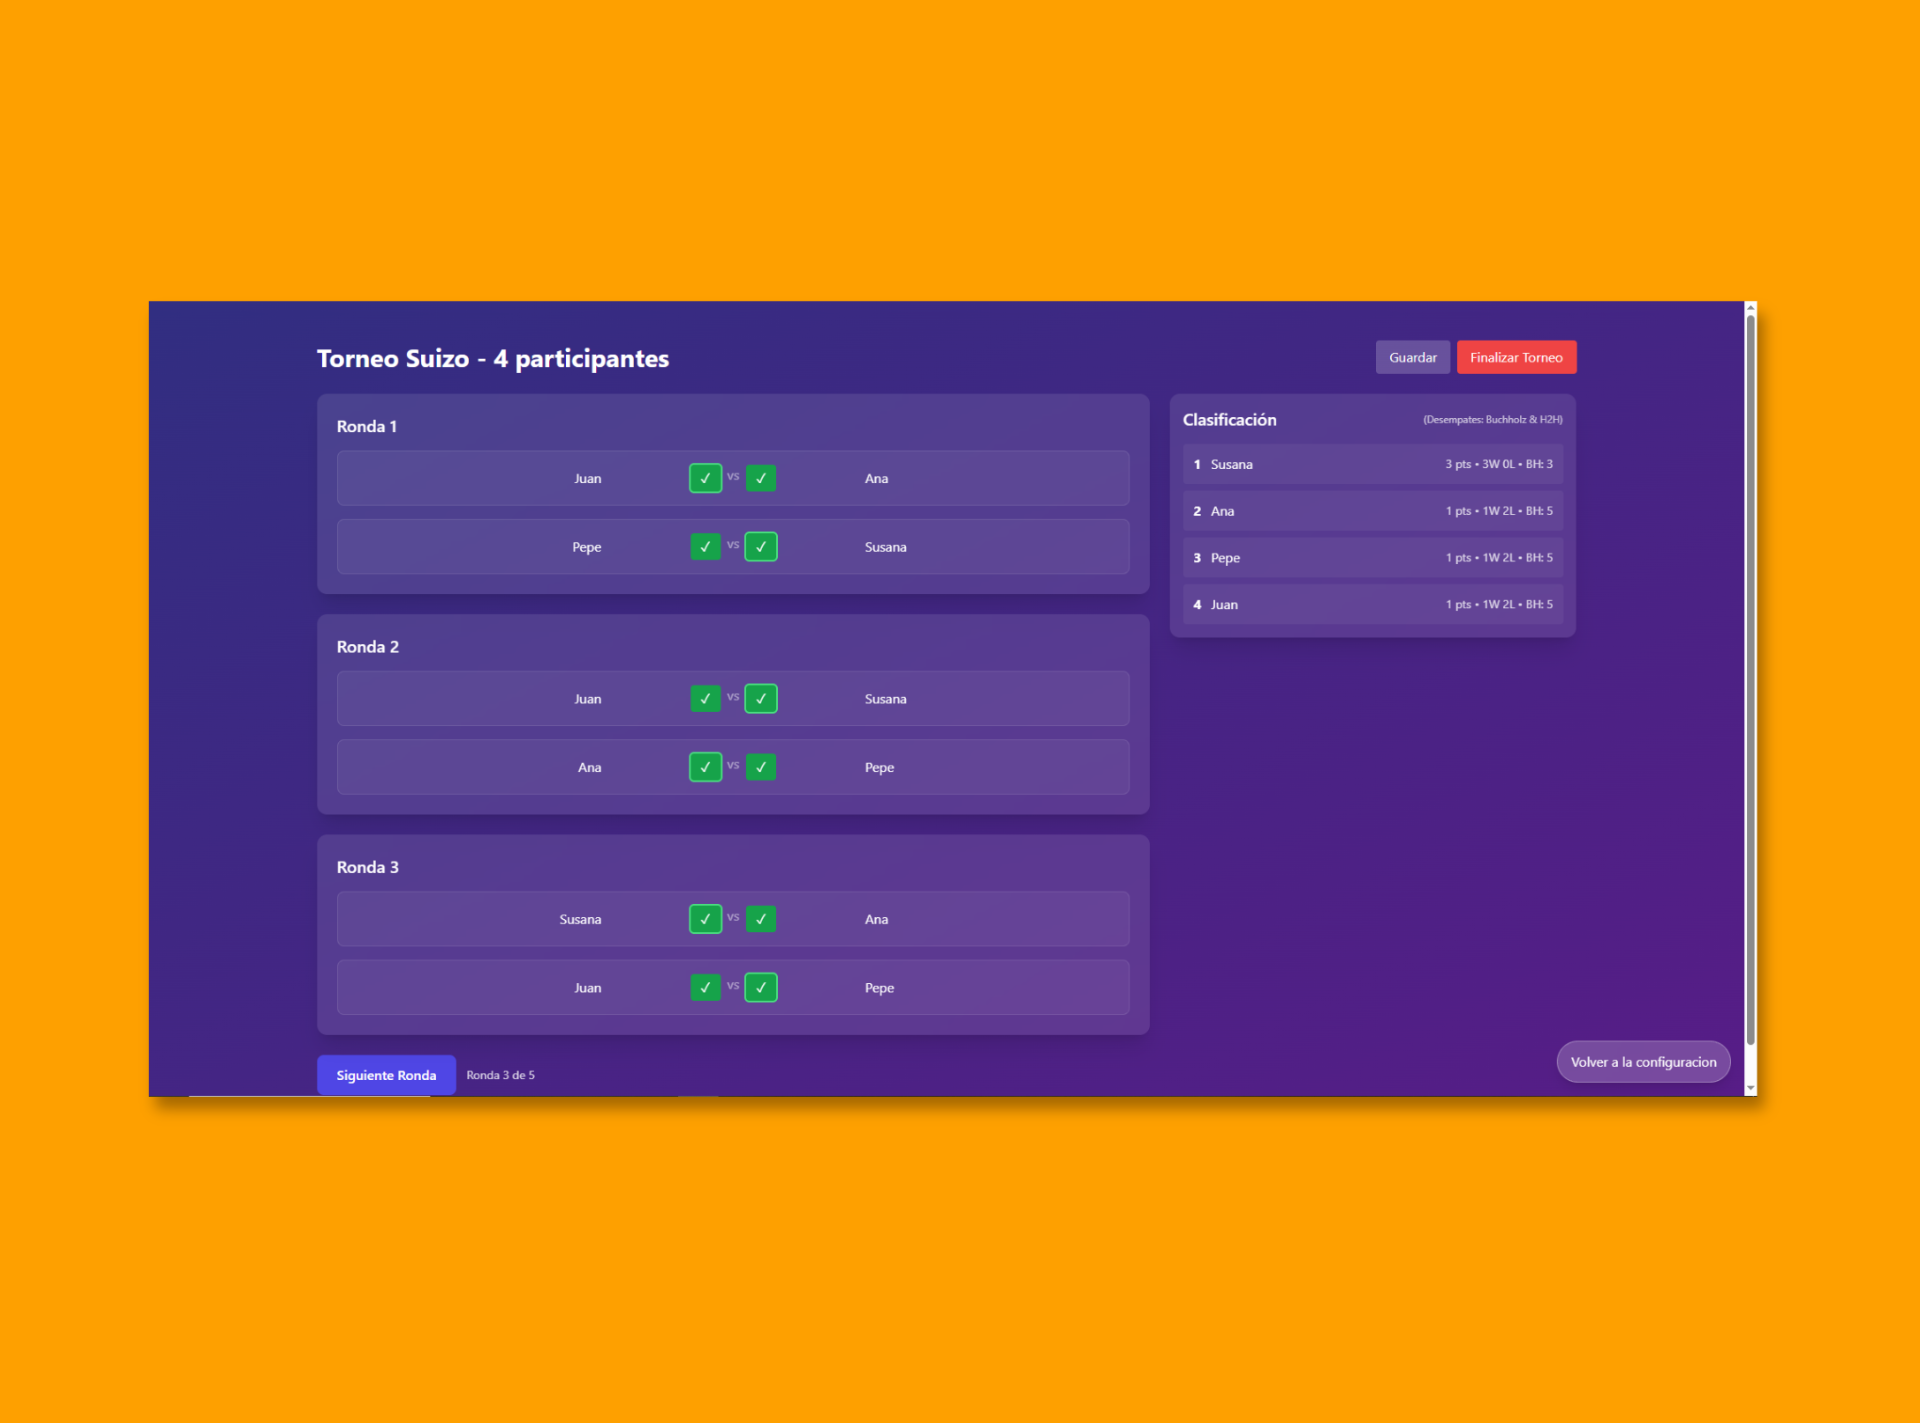 Torneo Suizo - 4 participantes
Guardar
Finalizar Torneo
Ronda 1
Juan ✓ vs ✓ Ana
Pepe ✓ vs ✓ Susana
Ronda 2
Juan ✓ vs ✓ Susana
Ana ✓ vs ✓ Pepe
Ronda 3
Susana ✓ vs ✓ Ana
Juan ✓ vs ✓ Pepe
Siguiente Ronda
Ronda 3 de 5
Clasificación
(Desempates: Buchholz & H2H)
1 Susana 3 pts • 3W 0L • BH: 3
2 Ana 1 pts • 1W 2L • BH: 5
3 Pepe 1 pts • 1W 2L • BH: 5
4 Juan 1 pts • 1W 2L • BH: 5
Volver a la configuracion